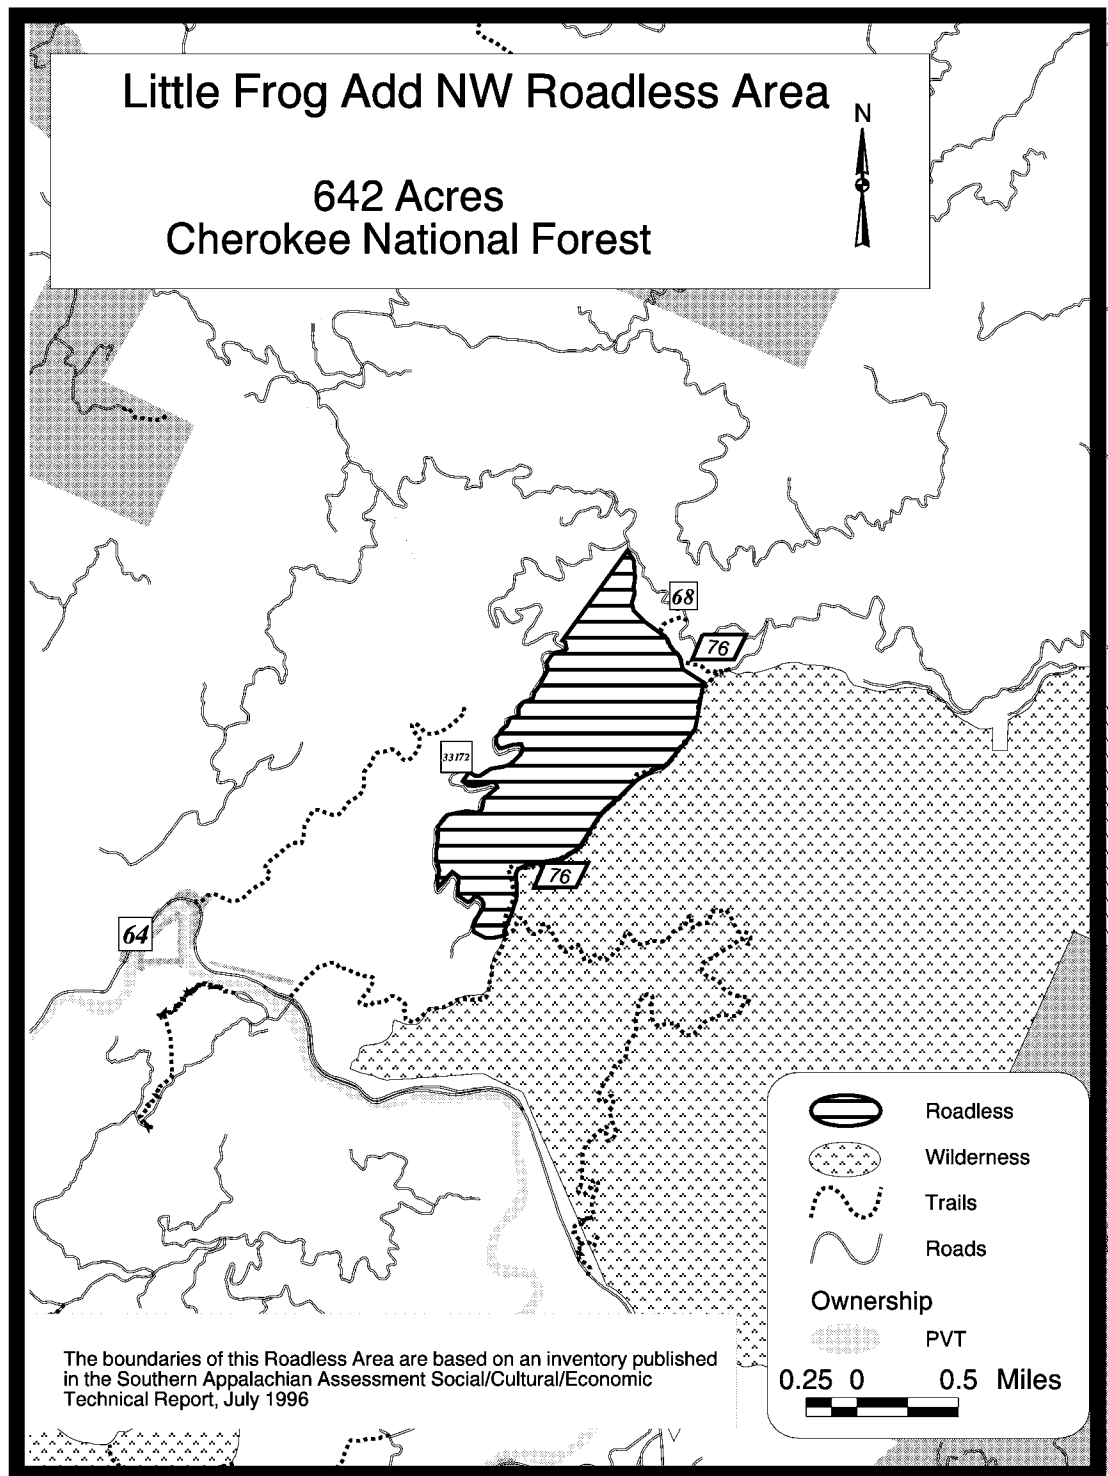 Little Frog Add NW Roadless Area
N
642 Acres
Cherokee National Forest
68
76
33172
76
64
Roadless
Wilderness
Trails
Roads
Ownership
PVT
0.25 0 0.5 Miles
The boundaries of this Roadless Area are based on an inventory published
in the Southern Appalachian Assessment Social/Cultural/Economic
Technical Report, July 1996